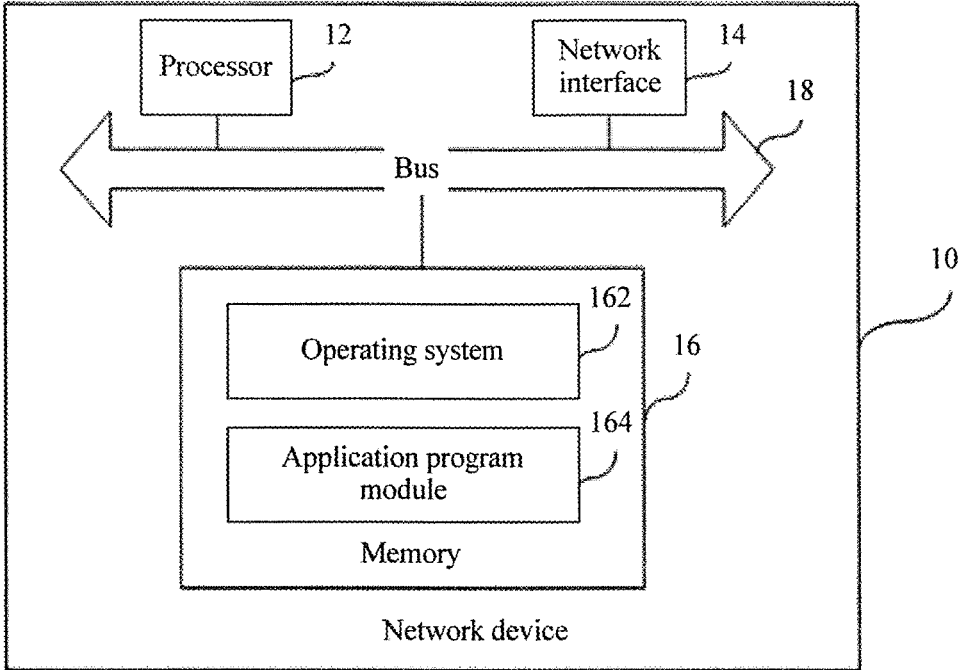 Processor
12
Network
interface
14
18
Bus
10
162
Operating system
16
164
Application program
module
Memory
Network device